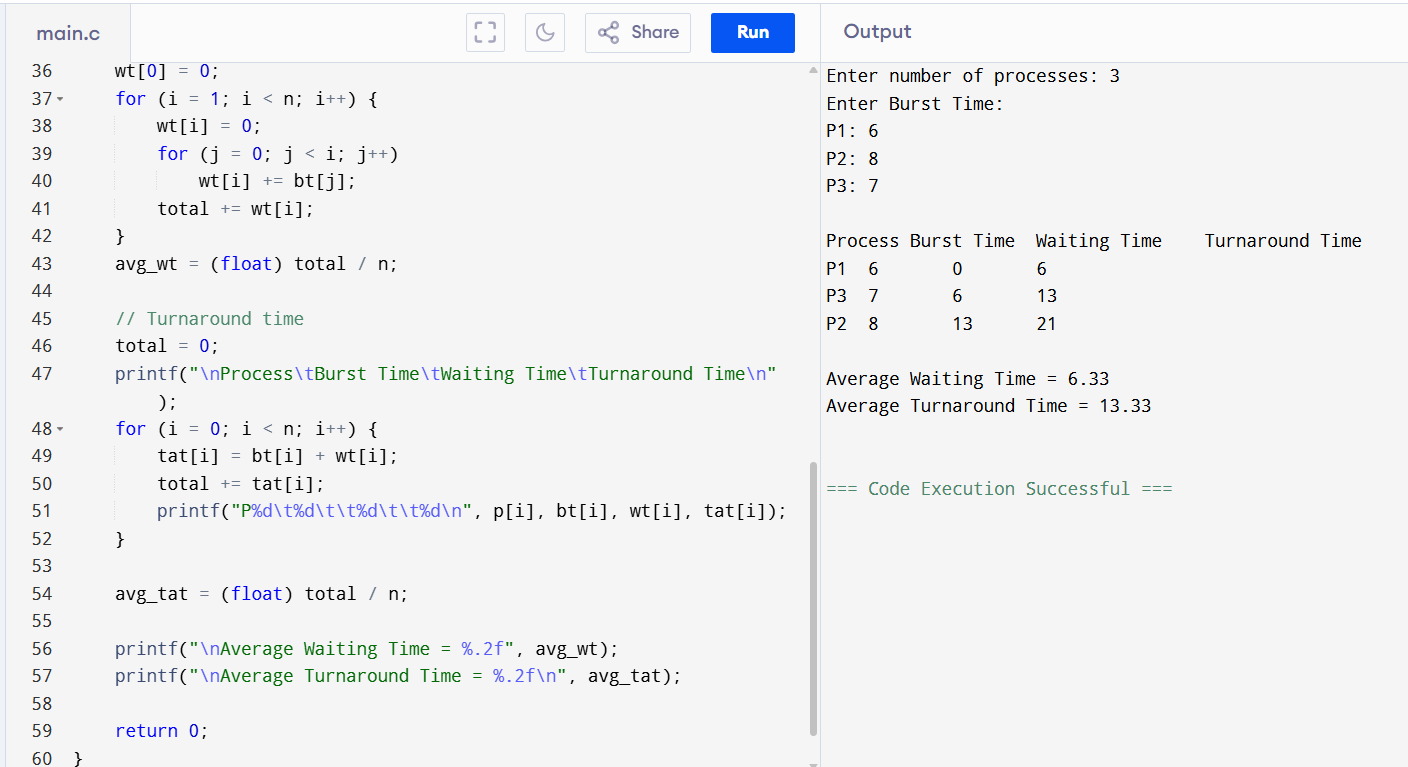 main.c
Share
Run
Output
36 wt[0] = 0;
37 for (i = 1; i < n; i++) {
38 wt[i] = 0;
39 for (j = 0; j < i; j++)
40 wt[i] += bt[j];
41 total += wt[i];
42 }
43 avg_wt = (float) total / n;
44
45 // Turnaround time
46 total = 0;
47 printf("\nProcess\tBurst Time\tWaiting Time\tTurnaround Time\n"
);
48 for (i = 0; i < n; i++) {
49 tat[i] = bt[i] + wt[i];
50 total += tat[i];
51 printf("P%d\t%d\t\t%d\t\t%d\n", p[i], bt[i], wt[i], tat[i]);
52 }
53
54 avg_tat = (float) total / n;
55
56 printf("\nAverage Waiting Time = %.2f", avg_wt);
57 printf("\nAverage Turnaround Time = %.2f\n", avg_tat);
58
59 return 0;
60 }
Enter number of processes: 3
Enter Burst Time:
P1: 6
P2: 8
P3: 7
Process Burst Time Waiting Time Turnaround Time
P1 6 0 6
P3 7 6 13
P2 8 13 21
Average Waiting Time = 6.33
Average Turnaround Time = 13.33
=== Code Execution Successful ===